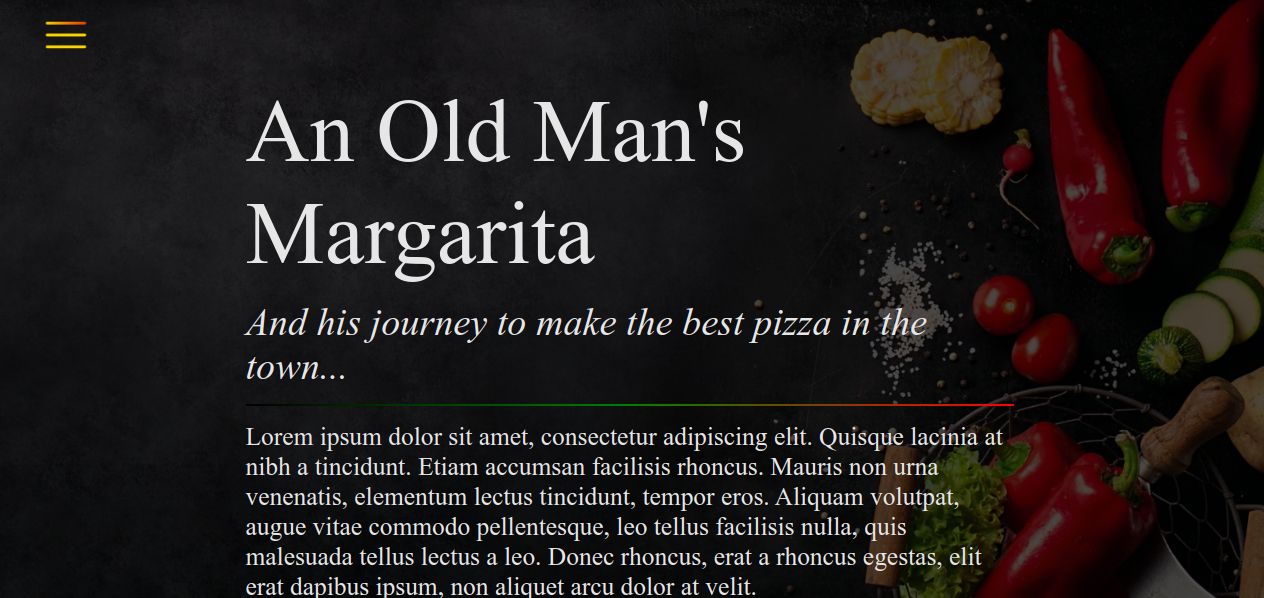 An Old Man's
Margarita
And his journey to make the best pizza in the
town...
Lorem ipsum dolor sit amet, consectetur adipiscing elit. Quisque lacinia at
nibh a tincidunt. Etiam accumsan facilisis rhoncus. Mauris non urna
venenatis, elementum lectus tincidunt, tempor eros. Aliquam volutpat,
augue vitae commodo pellentesque, leo tellus facilisis nulla, quis
malesuada tellus lectus a leo. Donec rhoncus, erat a rhoncus egestas, elit
erat dapibus ipsum, non aliquet arcu dolor at velit.